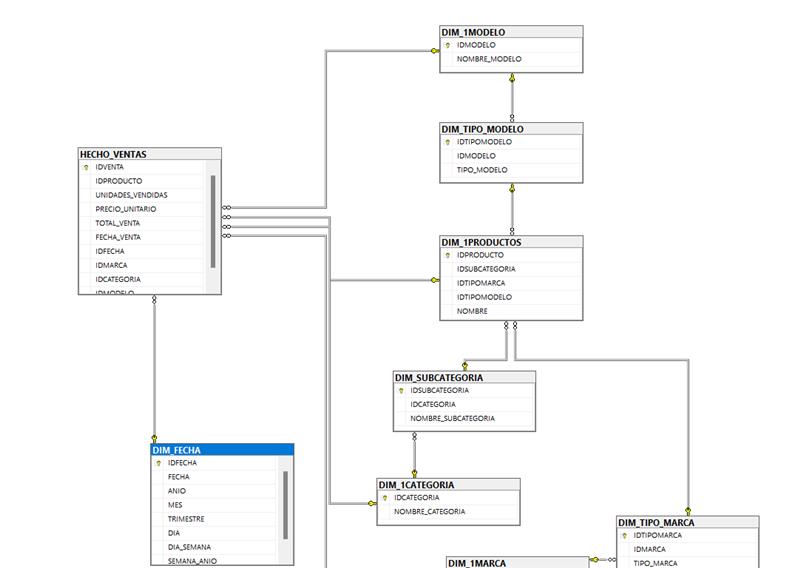 DIM_1MODELO
IDMODELO
NOMBRE_MODELO
DIM_TIPO_MODELO
IDTIPOMODELO
IDMODELO
TIPO_MODELO
HECHO_VENTAS
IDVENTA
IDPRODUCTO
UNIDADES_VENDIDAS
PRECIO_UNITARIO
TOTAL_VENTA
FECHA_VENTA
IDFECHA
IDMARCA
IDCATEGORIA
IDMODELO
DIM_1PRODUCTOS
IDPRODUCTO
IDSUBCATEGORIA
IDTIPOMARCA
IDTIPOMODELO
NOMBRE
DIM_SUBCATEGORIA
IDSUBCATEGORIA
IDCATEGORIA
NOMBRE_SUBCATEGORIA
DIM_FECHA
IDFECHA
FECHA
ANIO
MES
TRIMESTRE
DIA
DIA_SEMANA
SEMANA_ANIO
DIM_1CATEGORIA
IDCATEGORIA
NOMBRE_CATEGORIA
DIM_TIPO_MARCA
IDTIPOMARCA
IDMARCA
TIPO_MARCA
DIM_1MARCA